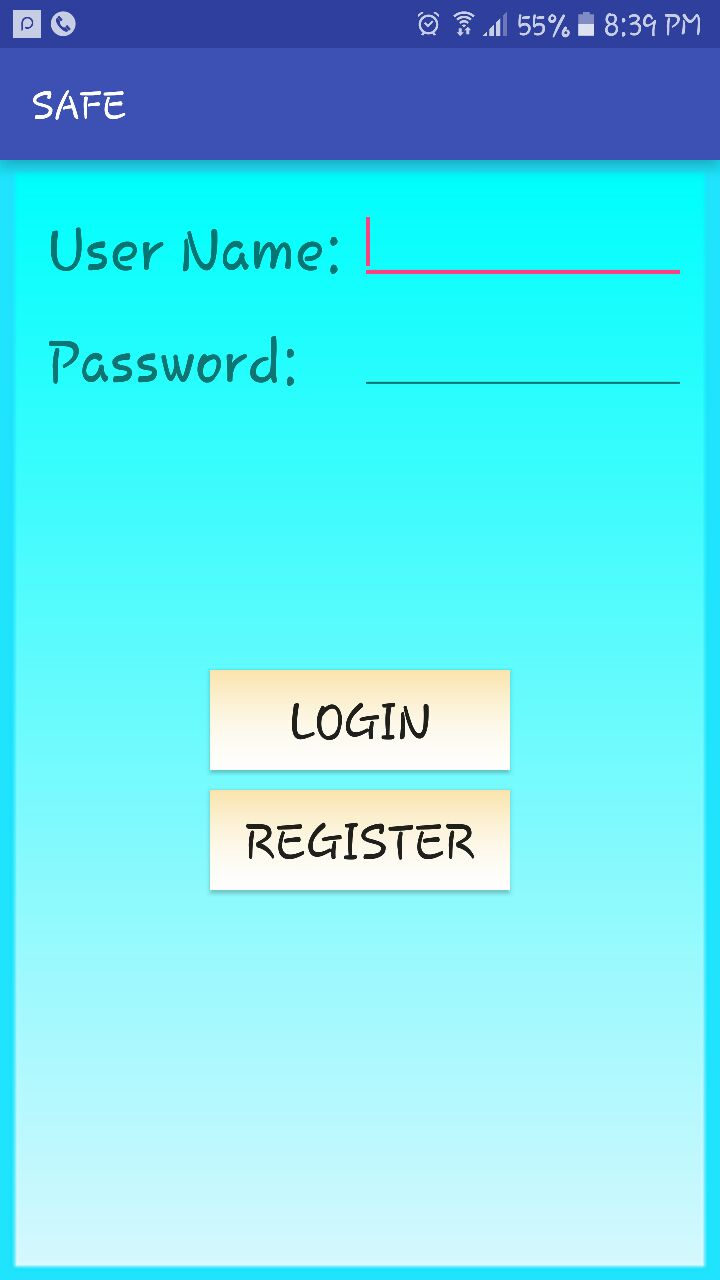 55% 8:39 PM
SAFE
User Name:
Password:
LOGIN
REGISTER